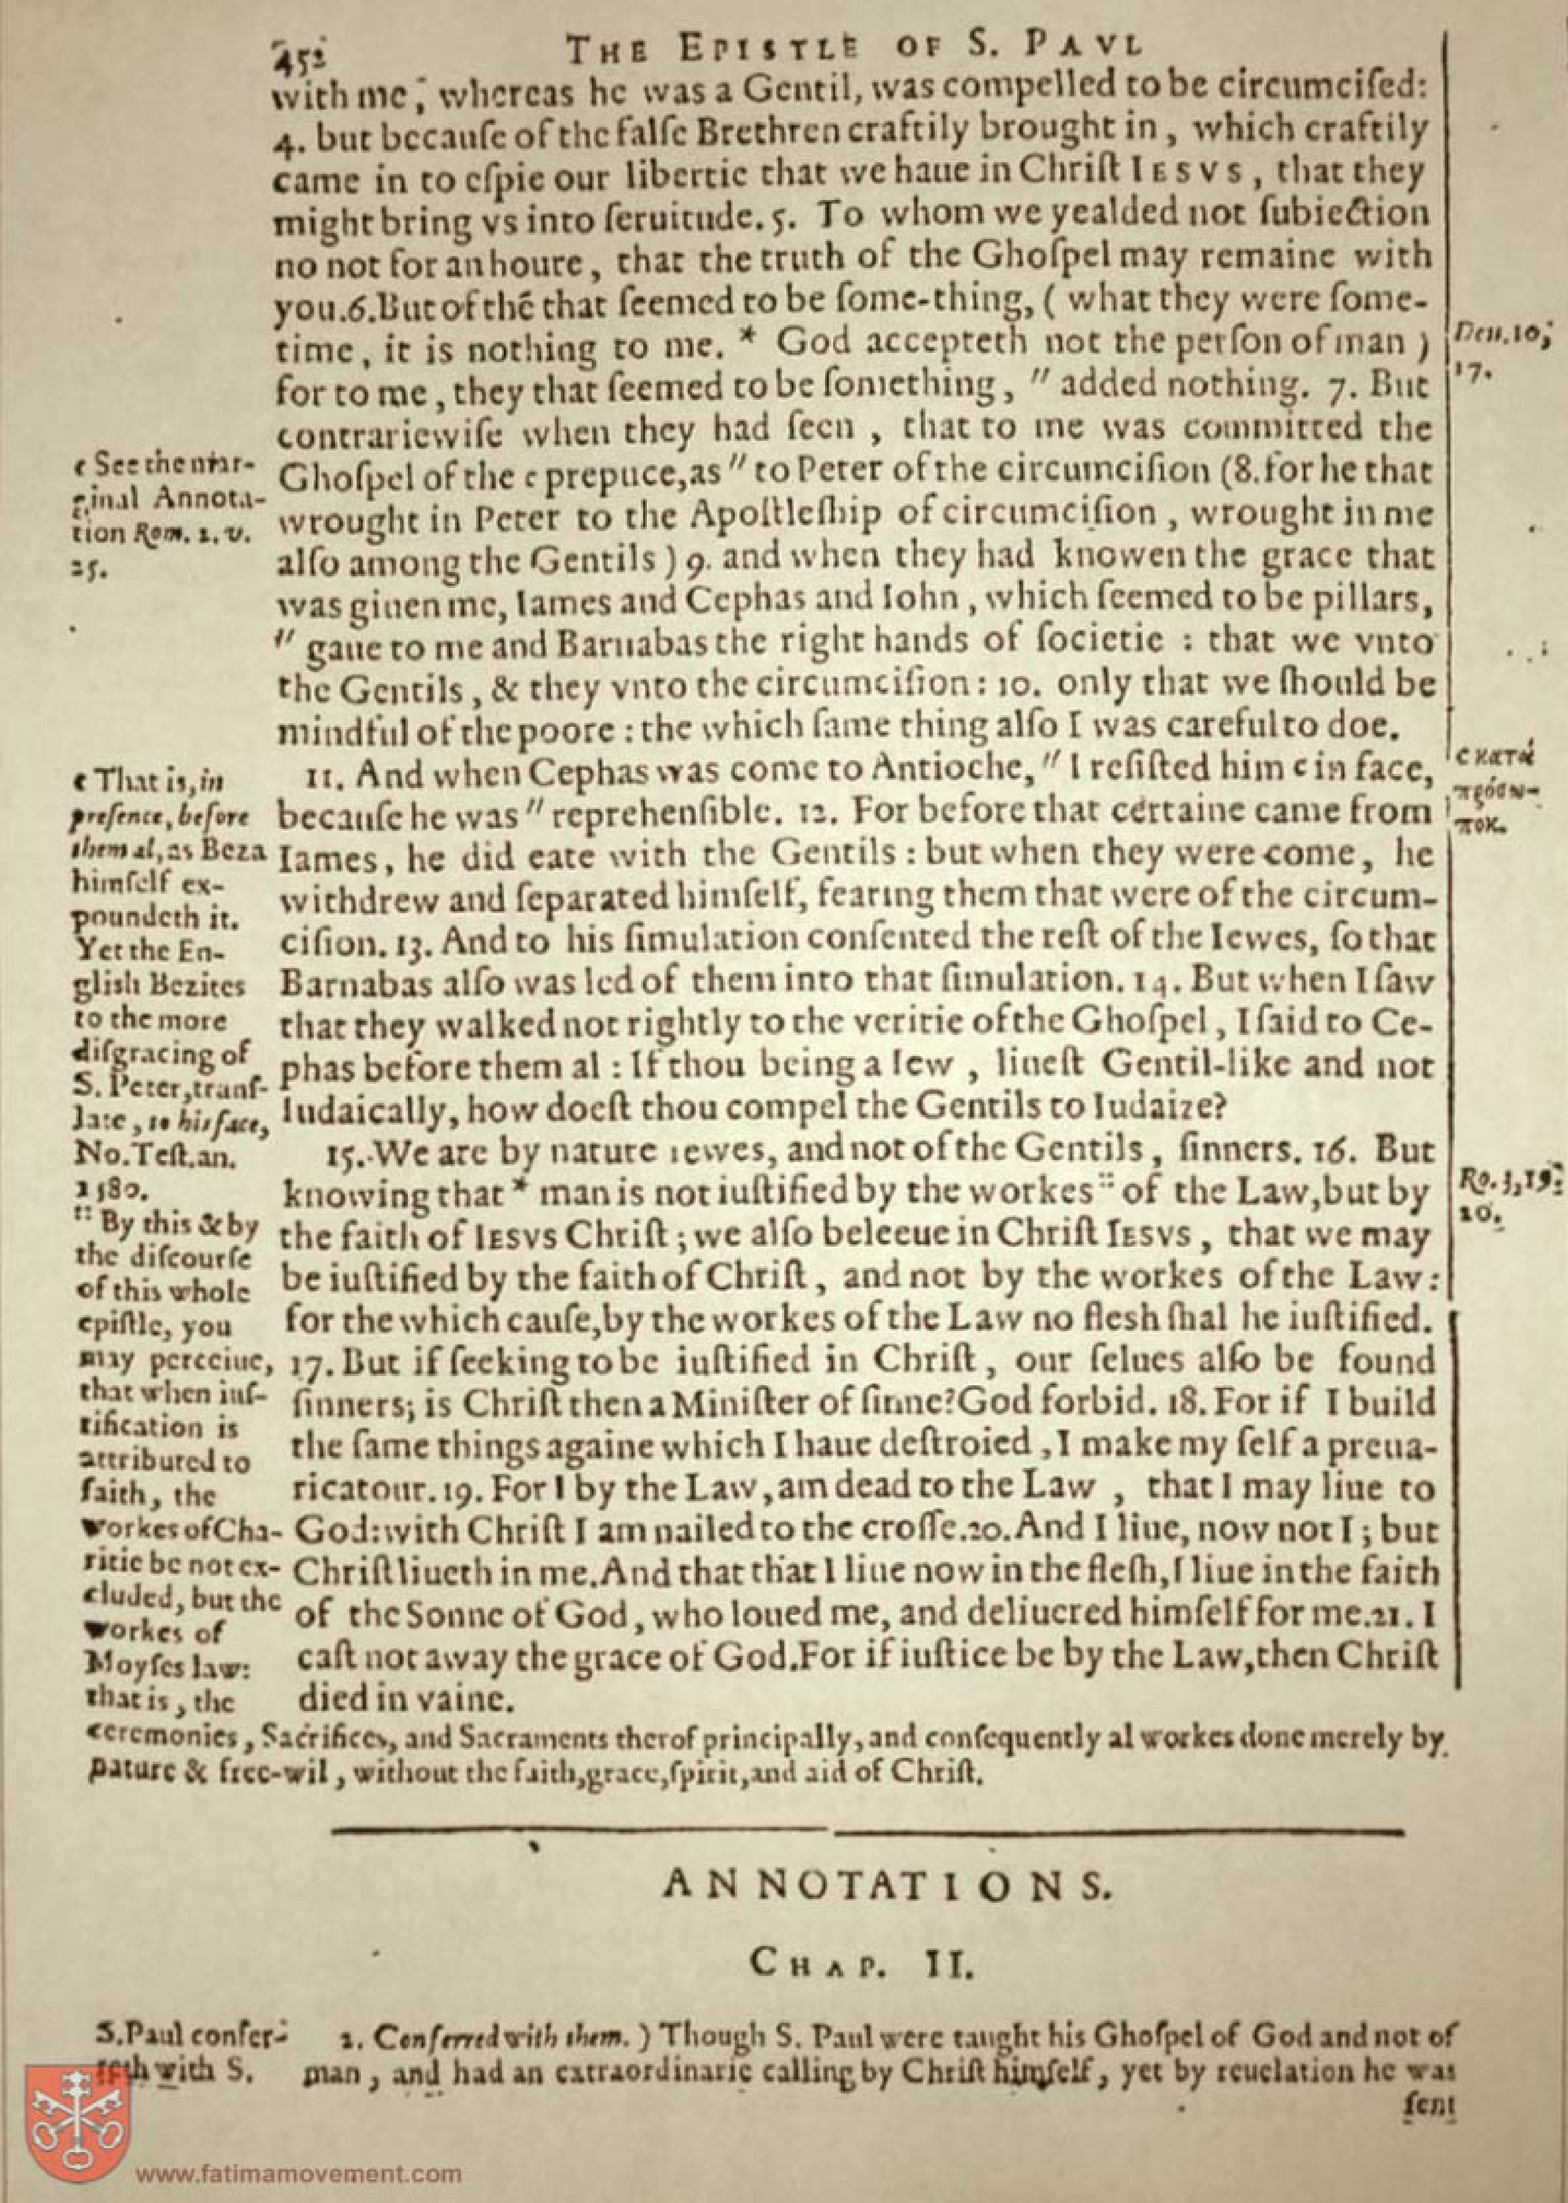 452 THE EPISTLE OF S. PAVL
with me, whereas he was a Gentil, was compelled to be circumciſed:
4. but becauſe of the falſe Brethren craftily brought in, which craftily
came in to eſpie our libertie that we haue in Chriſt IESVS, that they
might bring vs into ſeruitude. 5. To whom we yealded not ſubiection
no not for an houre, that the truth of the Ghoſpel may remaine with
you. 6. But of thẽ that ſeemed to be ſome-thing, (what they were ſome-
time, it is nothing to me. * God accepteth not the perſon of man)
for to me, they that ſeemed to be ſomething, " added nothing. 7. But
contrariewiſe when they had ſeen, that to me was committed the
Ghoſpel of the c prepuce, as " to Peter of the circumciſion (8. for he that
wrought in Peter to the Apoſtleſhip of circumciſion, wrought in me
alſo among the Gentils) 9. and when they had knowen the grace that
was giuen me, Iames and Cephas and Iohn, which ſeemed to be pillars,
" gaue to me and Barnabas the right hands of ſocietie : that we vnto
the Gentils, & they vnto the circumciſion: 10. only that we ſhould be
mindful of the poore : the which ſame thing alſo I was careful to doe.
11. And when Cephas was come to Antioche, " I reſiſted him c in face,
becauſe he was " reprehenſible. 12. For before that certaine came from
Iames, he did eate with the Gentils : but when they were come, he
withdrew and ſeparated himſelf, fearing them that were of the circum-
ciſion. 13. And to his ſimulation conſented the reſt of the Iewes, ſo that
Barnabas alſo was led of them into that ſimulation. 14. But when I ſaw
that they walked not rightly to the veritie of the Ghoſpel, I ſaid to Ce-
phas before them al : If thou being a Iew, liueſt Gentil-like and not
Iudaically, how doeſt thou compel the Gentils to Iudaize?
15. We are by nature Iewes, and not of the Gentils, ſinners. 16. But
knowing that * man is not iuſtified by the workes :: of the Law, but by
the faith of IESVS Chriſt ; we alſo beleeue in Chriſt IESVS, that we may
be iuſtified by the faith of Chriſt, and not by the workes of the Law:
for the which cauſe, by the workes of the Law no flesh ſhal he iuſtified.
17. But if ſeeking to be iuſtified in Chriſt, our ſelues alſo be found
ſinners; is Chriſt then a Miniſter of ſinne? God forbid. 18. For if I build
the ſame things againe which I haue deſtroied, I make my ſelf a preua-
ricatour. 19. For I by the Law, am dead to the Law, that I may liue to
God: with Chriſt I am nailed to the croſſe. 20. And I liue, now not I ; but
Chriſt liueth in me. And that that I liue now in the fleſh, I liue in the faith
of the Sonne of God, who loued me, and deliuered himſelf for me. 21. I
caſt not away the grace of God. For if iuſtice be by the Law, then Chriſt
died in vaine.
Deu. 10,
17.
c κατὰ
πρόσω-
πον.
Ro. 3, 19.
20.
c See the mar-
ginal Annota-
tion Rom. 2. v.
25.
c That is, in
preſence, before
them al, as Beza
himſelf ex-
poundeth it.
Yet the En-
glish Bezites
to the more
diſgracing of
S. Peter, tranſ-
late, to his face,
No. Teſt. an.
1580.
:: By this & by
the diſcourſe
of this whole
epiſtle, you
may perceiue,
that when iuſ-
tification is
attributed to
faith, the
workes of Cha-
ritie be not ex-
cluded, but the
workes of
Moyſes law:
that is, the
ceremonies, Sacrifices, and Sacraments therof principally, and conſequently al workes done merely by
nature & free-wil, without the faith, grace, ſpirit, and aid of Chriſt.
ANNOTATIONS.
CHAP. II.
S. Paul confer-
reth with S.
2. Conferred with them.) Though S. Paul were taught his Ghoſpel of God and not of
man, and had an extraordinarie calling by Chriſt himſelf, yet by reuelation he was
ſent
www.fatimamovement.com